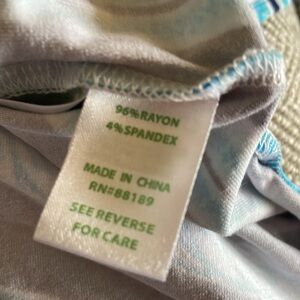 96%RAYON
4%SPANDEX
MADE IN CHINA
RN#88189
SEE REVERSE
FOR CARE